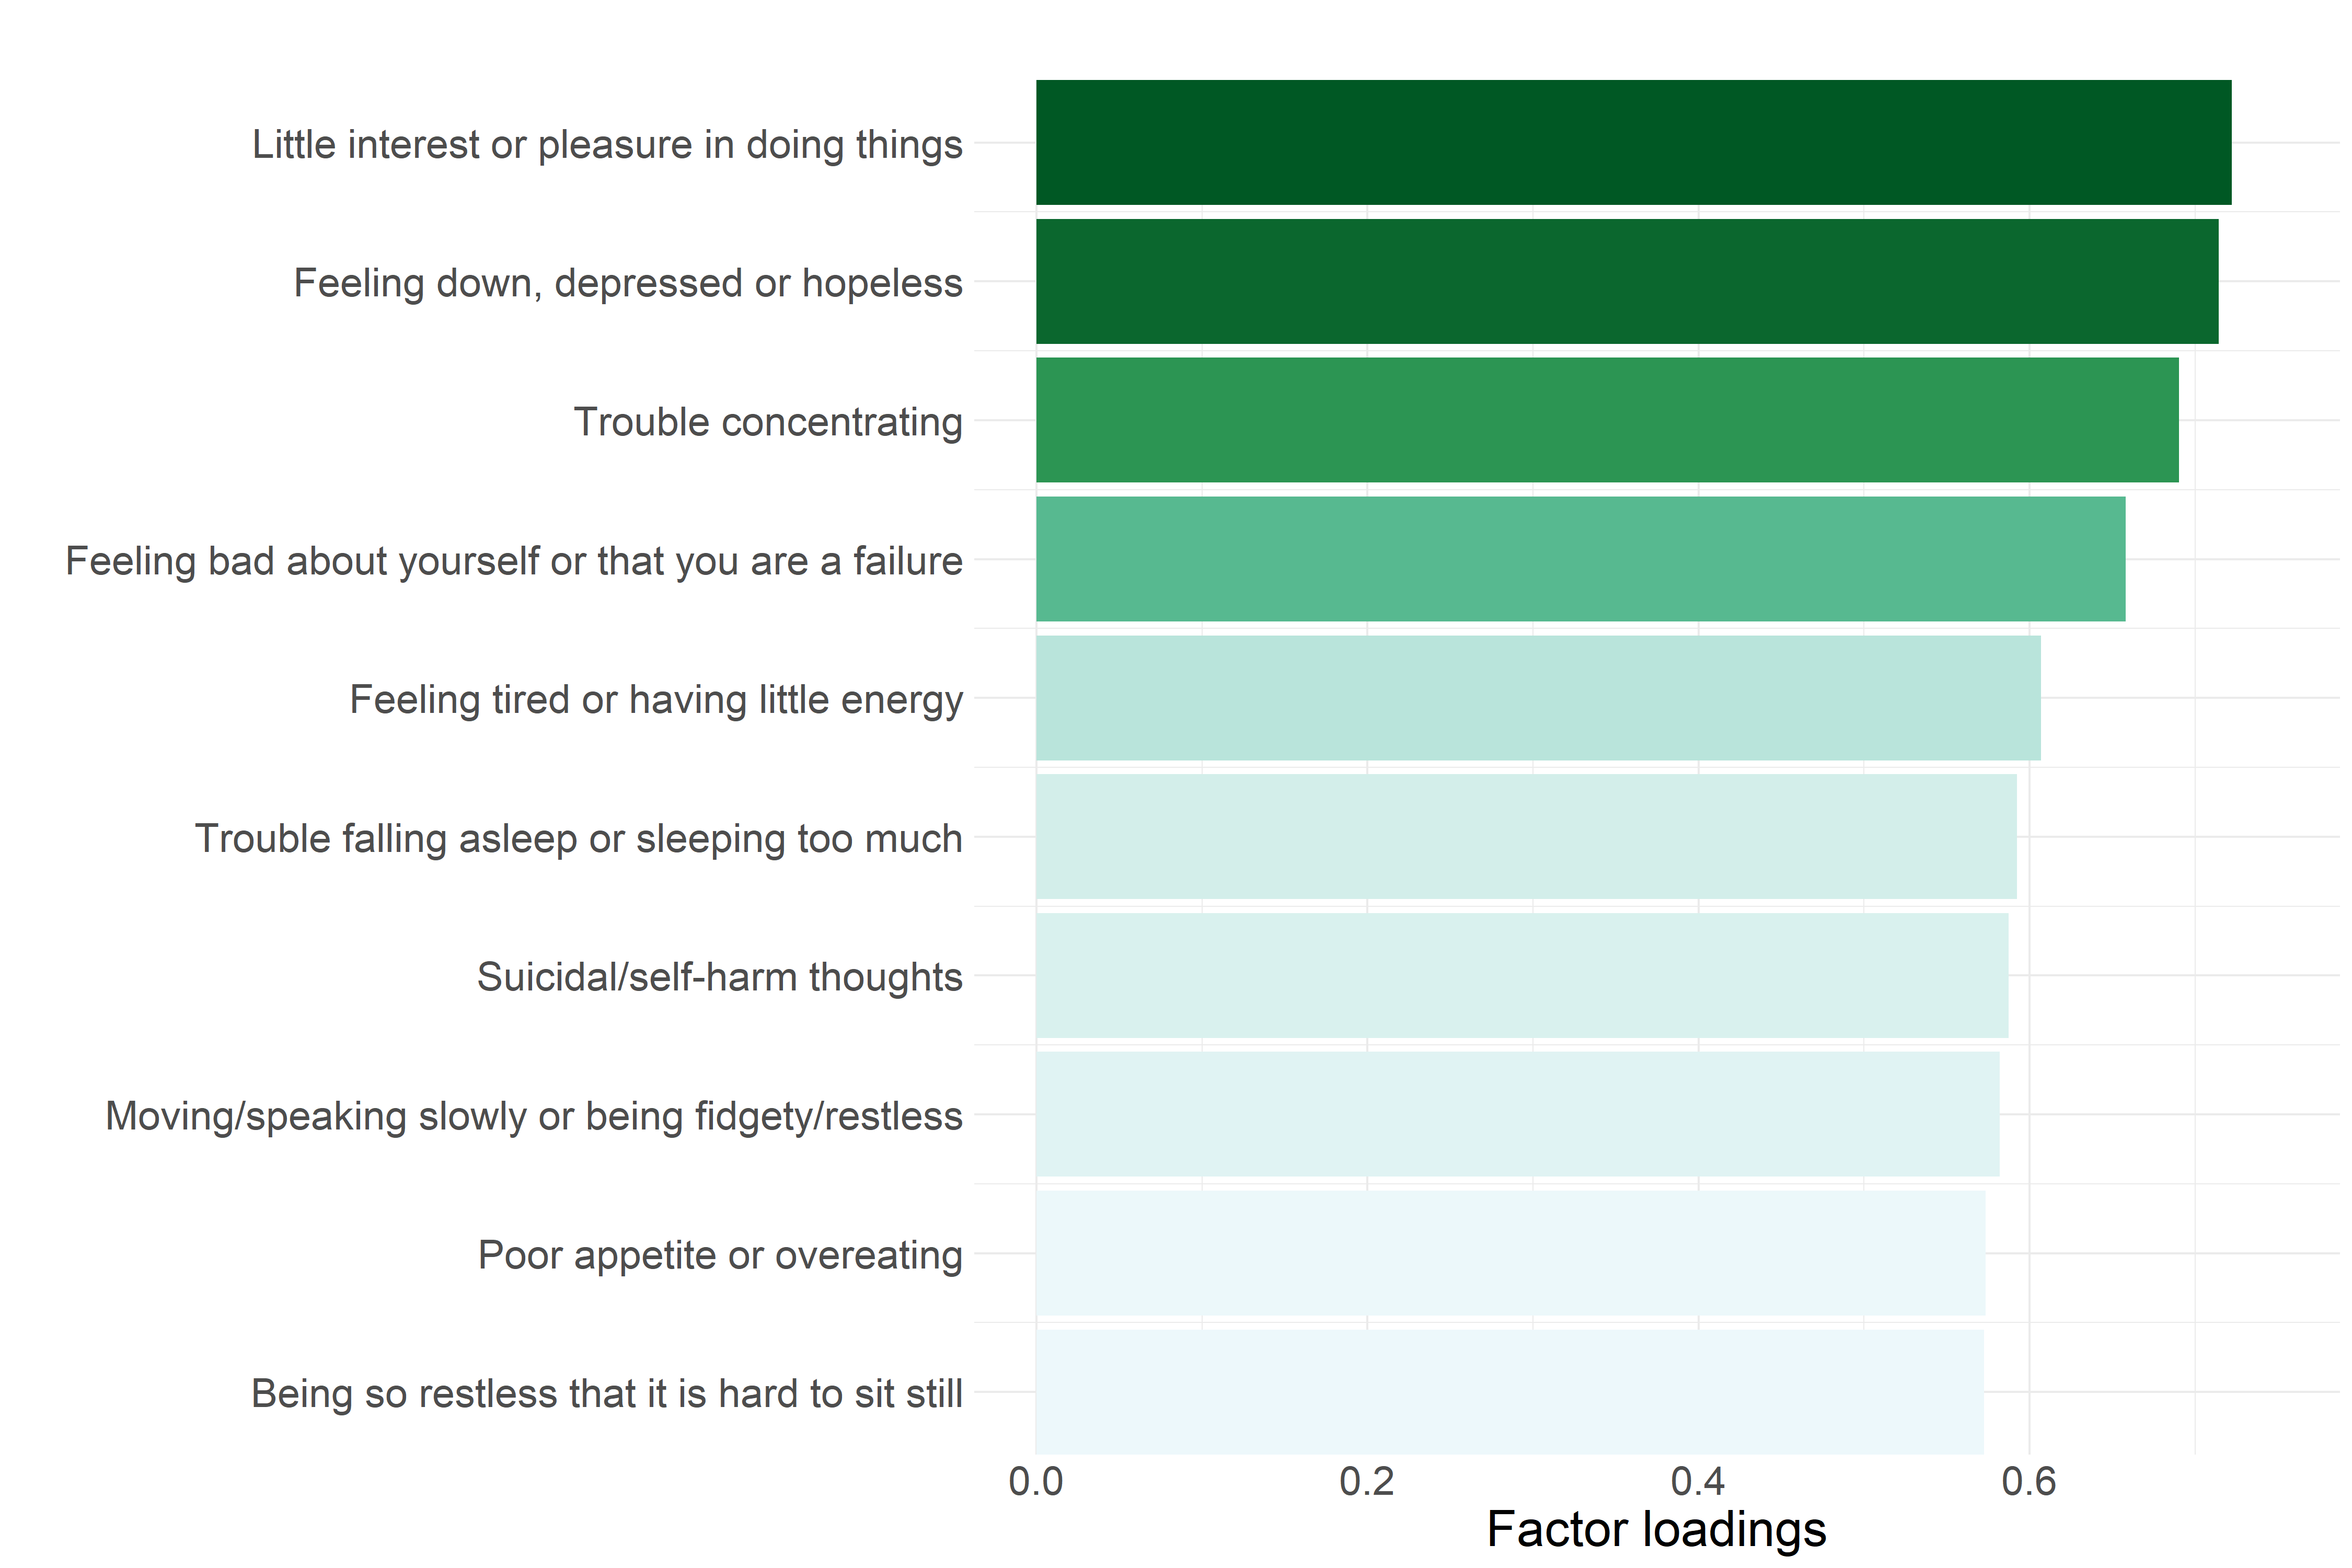 Little interest or pleasure in doing things
Feeling down, depressed or hopeless
Trouble concentrating
Feeling bad about yourself or that you are a failure
Feeling tired or having little energy
Trouble falling asleep or sleeping too much
Suicidal/self-harm thoughts
Moving/speaking slowly or being fidgety/restless
Poor appetite or overeating
Being so restless that it is hard to sit still
0.0 0.2 0.4 0.6
Factor loadings